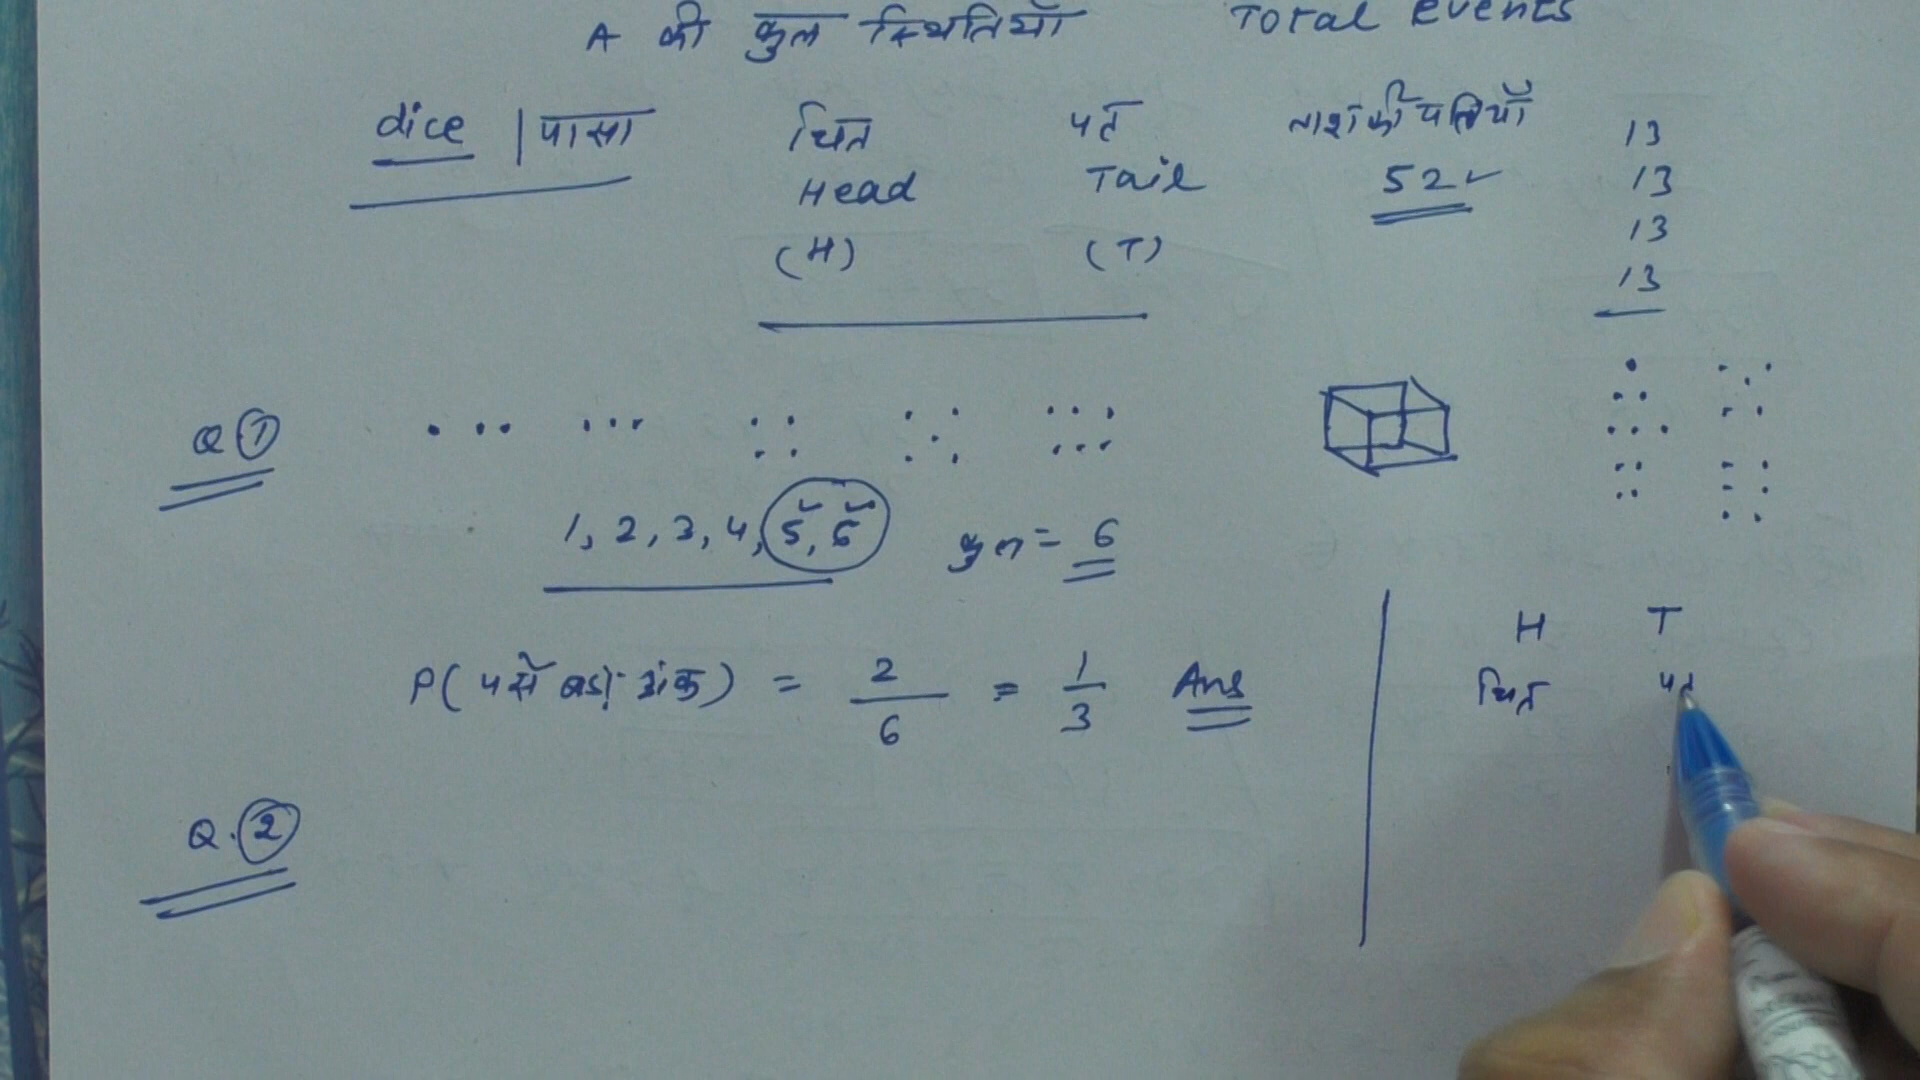 A की कुल स्थितियाँ Total events
dice | पासा चित पट ताश की पत्तियाँ 13
Head Tail 52 13
(H) (T) 13
13
Q ①
1, 2, 3, 4, 5, 6 कुल = 6
H T
P( 4 से बड़ा अंक ) = 2/6 = 1/3 Ans चित पट
Q. ②